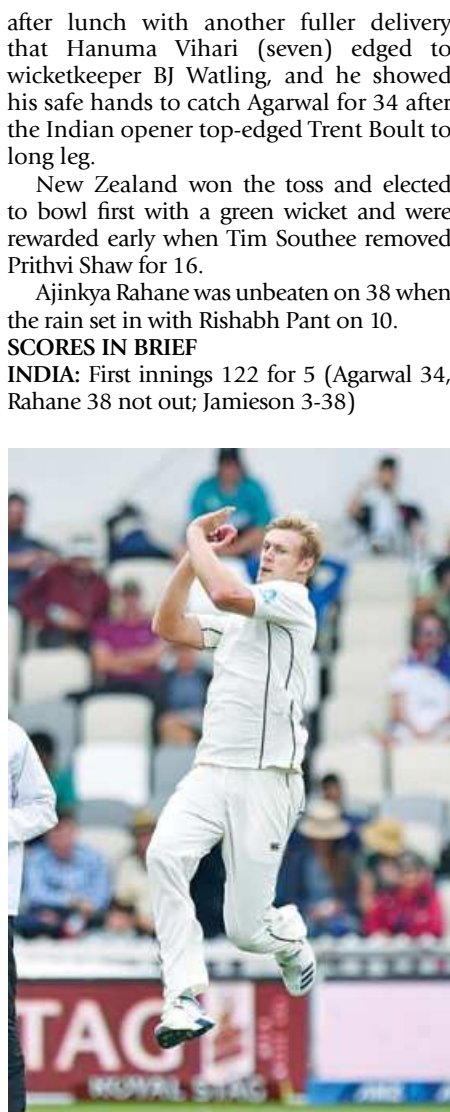 after lunch with another fuller delivery
that Hanuma Vihari (seven) edged to
wicketkeeper BJ Watling, and he showed
his safe hands to catch Agarwal for 34 after
the Indian opener top-edged Trent Boult to
long leg.
New Zealand won the toss and elected
to bowl first with a green wicket and were
rewarded early when Tim Southee removed
Prithvi Shaw for 16.
Ajinkya Rahane was unbeaten on 38 when
the rain set in with Rishabh Pant on 10.
SCORES IN BRIEF
INDIA: First innings 122 for 5 (Agarwal 34,
Rahane 38 not out; Jamieson 3-38)
TAG
ROYAL STAG